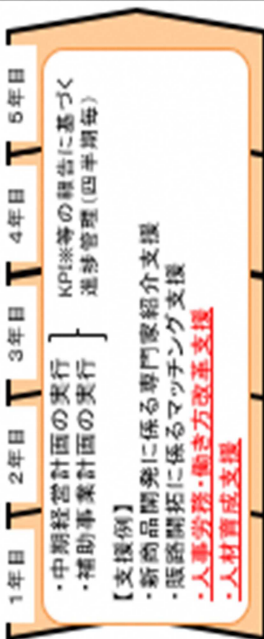 1年目 2年目 3年目 4年目 5年目
・中期経営計画の実行
・補助事業計画の実行
KPI※等の報告に基づく
進捗管理(四半期毎)
【支援例】
・新商品開発に係る専門家紹介支援
・販路開拓に係るマッチング支援
・人事労務・働き方改革支援
・人材育成支援